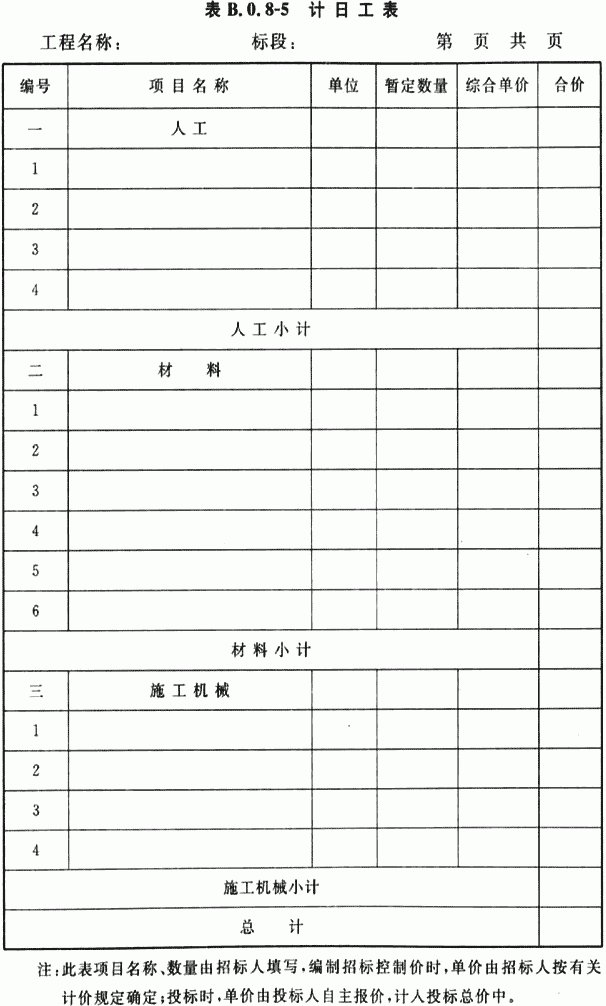 表 B.0.8-5 计日工表
工程名称： 标段： 第 页 共 页
编号 项目名称 单位 暂定数量 综合单价 合价
一 人工
1
2
3
4
人工小计
二 材料
1
2
3
4
5
6
材料小计
三 施工机械
1
2
3
4
施工机械小计
总计
注：此表项目名称、数量由招标人填写，编制招标控制价时，单价由招标人按有关
计价规定确定；投标时，单价由投标人自主报价，计入投标总价中。